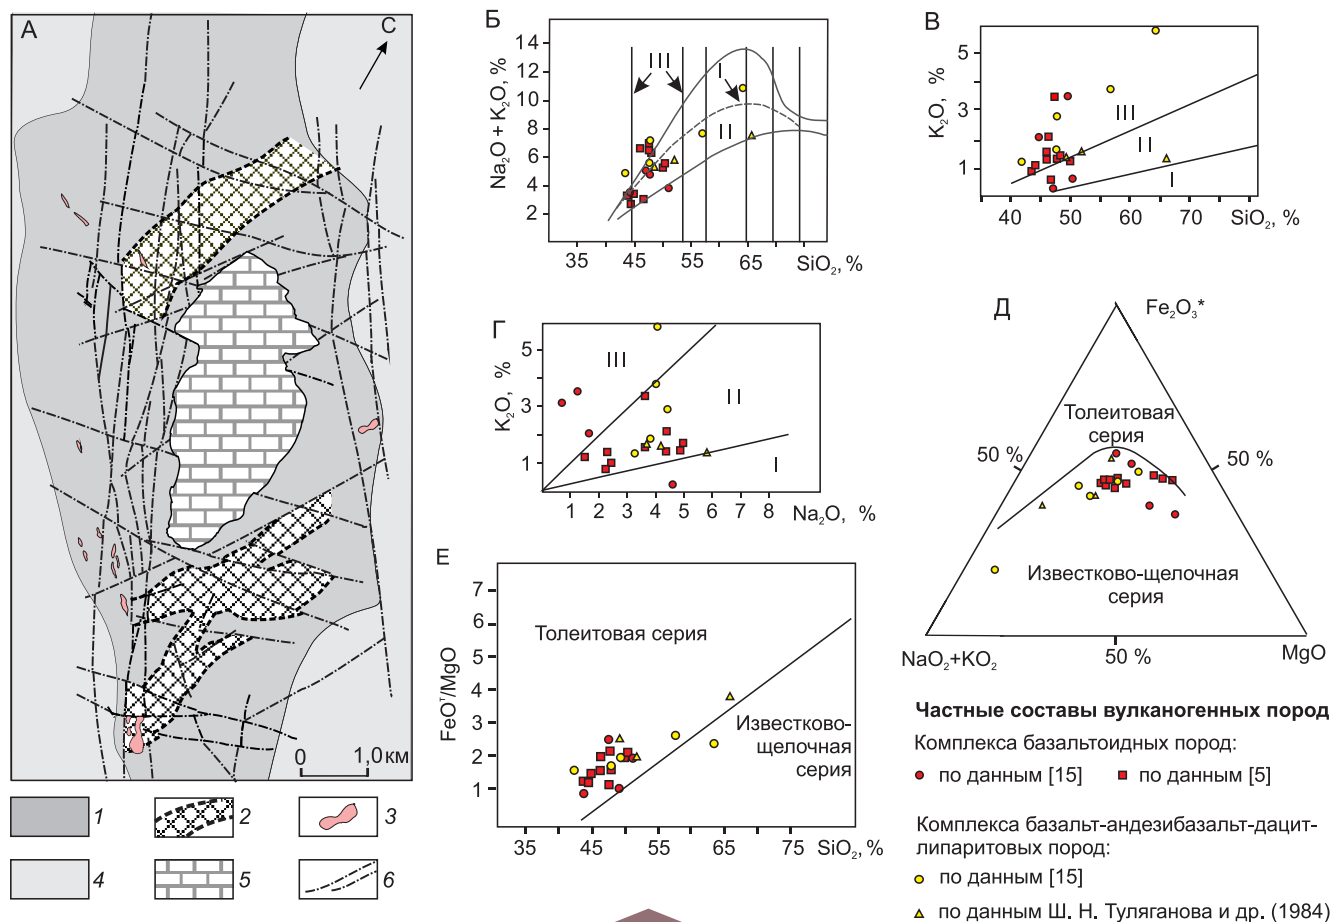 А
С
0
1,0 км
1
2
3
4
5
6
Б
Na₂O + K₂O, %
14
12
10
8
6
4
2
III
I
II
35
45
55
65
SiO₂, %
В
K₂O, %
5
3
1
III
II
I
40
50
60
70
SiO₂, %
Г
K₂O, %
5
3
1
III
II
I
1
2
3
4
5
6
7
8
Na₂O, %
Д
Fe₂O₃*
Толеитовая
серия
50 %
50 %
Известково-щелочная
серия
NaO₂+KO₂
50 %
MgO
Е
FeOᵀ/MgO
7
6
5
4
3
2
1
Толеитовая серия
Известково-
щелочная
серия
35
45
55
65
75
SiO₂, %
Частные составы вулканогенных пород
Комплекса базальтоидных пород:
по данным [15]
по данным [5]
Комплекса базальт-андезибазальт-дацит-
липаритовых пород:
по данным [15]
по данным Ш. Н. Туляганова и др. (1984)